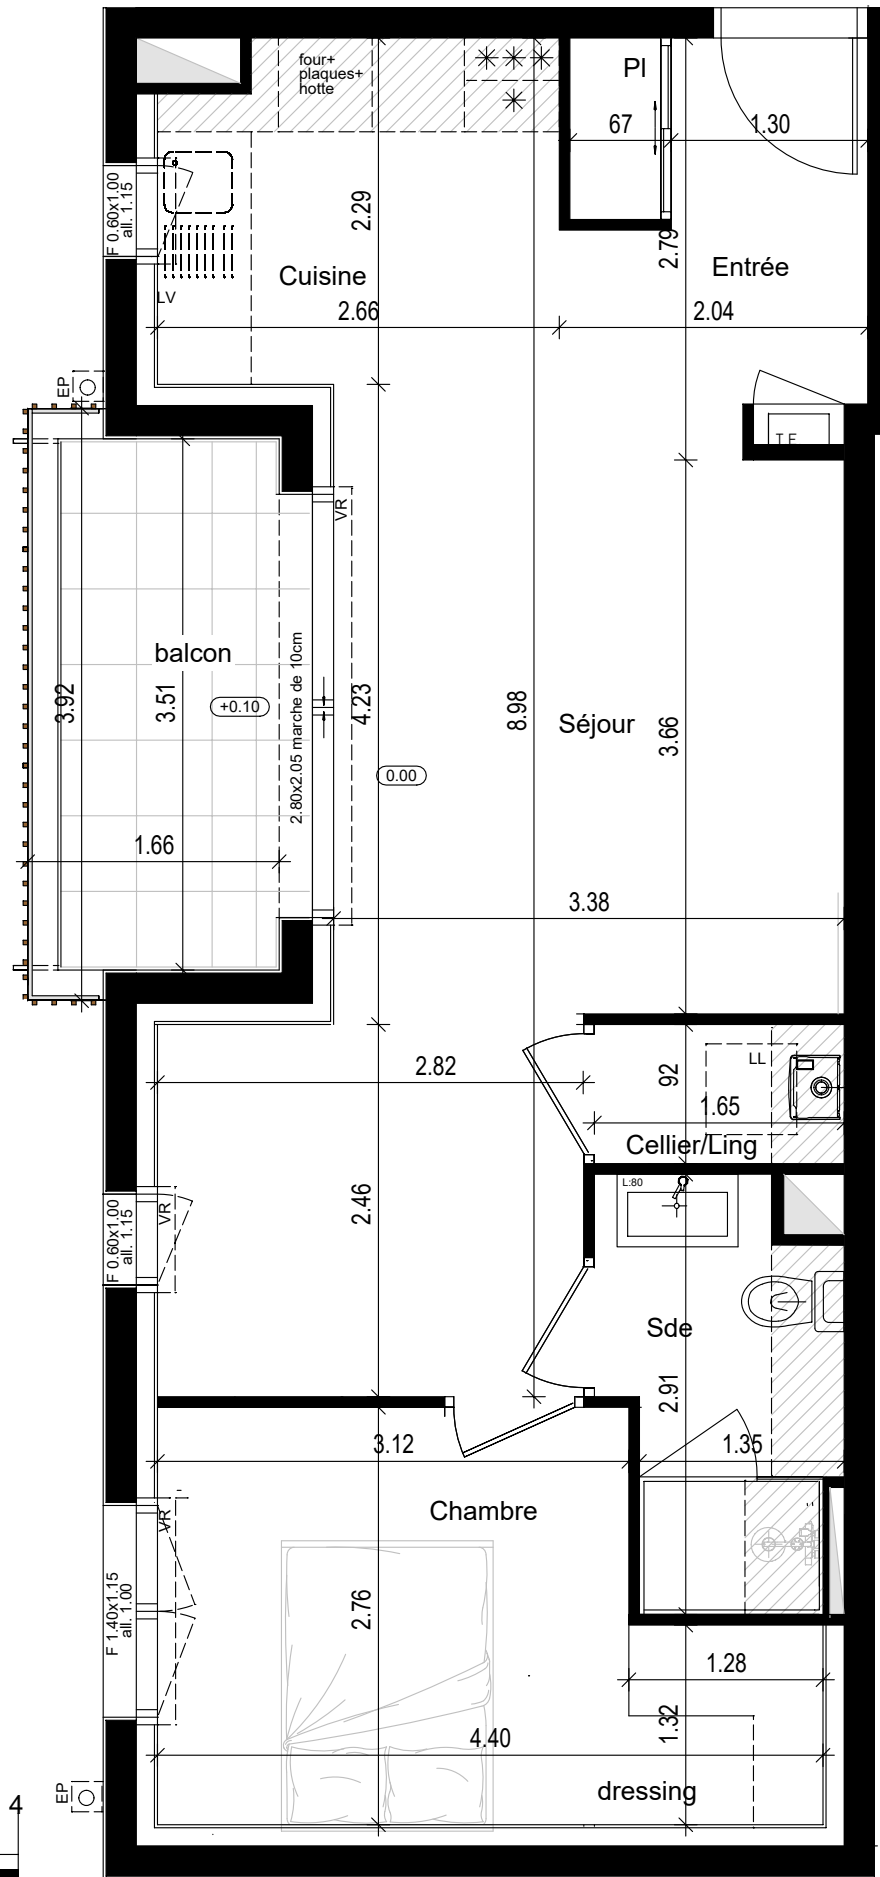 four+
plaques+
hotte
Pl
67
1.30
F 0.60x1.00
all. 1.15
2.29
2.79
Cuisine
Entrée
LV
2.66
2.04
EP
T E
VR
balcon
2.80x2.05 marche de 10cm
3.92
3.51
+0.10
4.23
8.98
Séjour
3.66
0.00
1.66
3.38
2.82
92
LL
1.65
Cellier/Ling
L:80
F 0.60x1.00
all. 1.15
VR
2.46
Sde
2.91
3.12
1.35
Chambre
VR
F 1.40x1.15
all. 1.00
2.76
1.28
1.32
4.40
dressing
EP
4